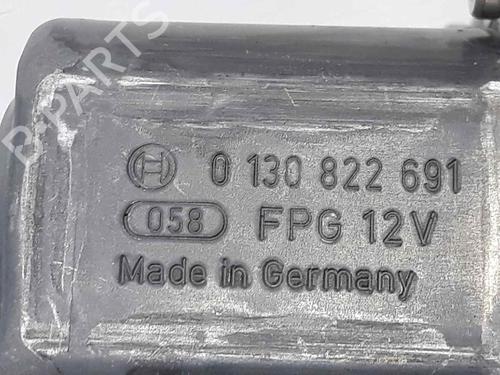 0 130 822 691
058 FPG 12V
Made in Germany
B-PARTS